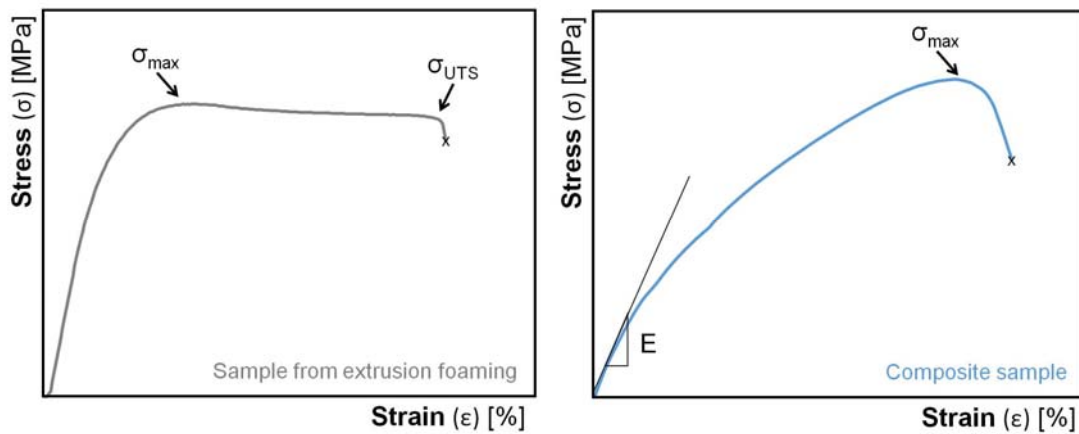 Stress (σ) [MPa]
σmax
σUTS
x
Sample from extrusion foaming
Strain (ε) [%]
Stress (σ) [MPa]
σmax
x
E
Composite sample
Strain (ε) [%]